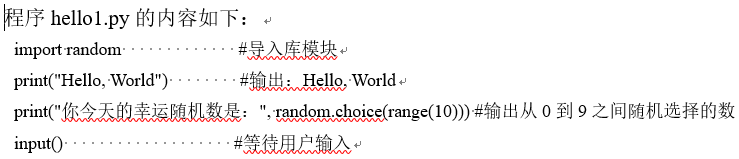 程序 hello1.py 的内容如下：
import random #导入库模块
print("Hello, World") #输出：Hello, World
print("你今天的幸运随机数是：", random.choice(range(10))) #输出从 0 到 9 之间随机选择的数
input() #等待用户输入